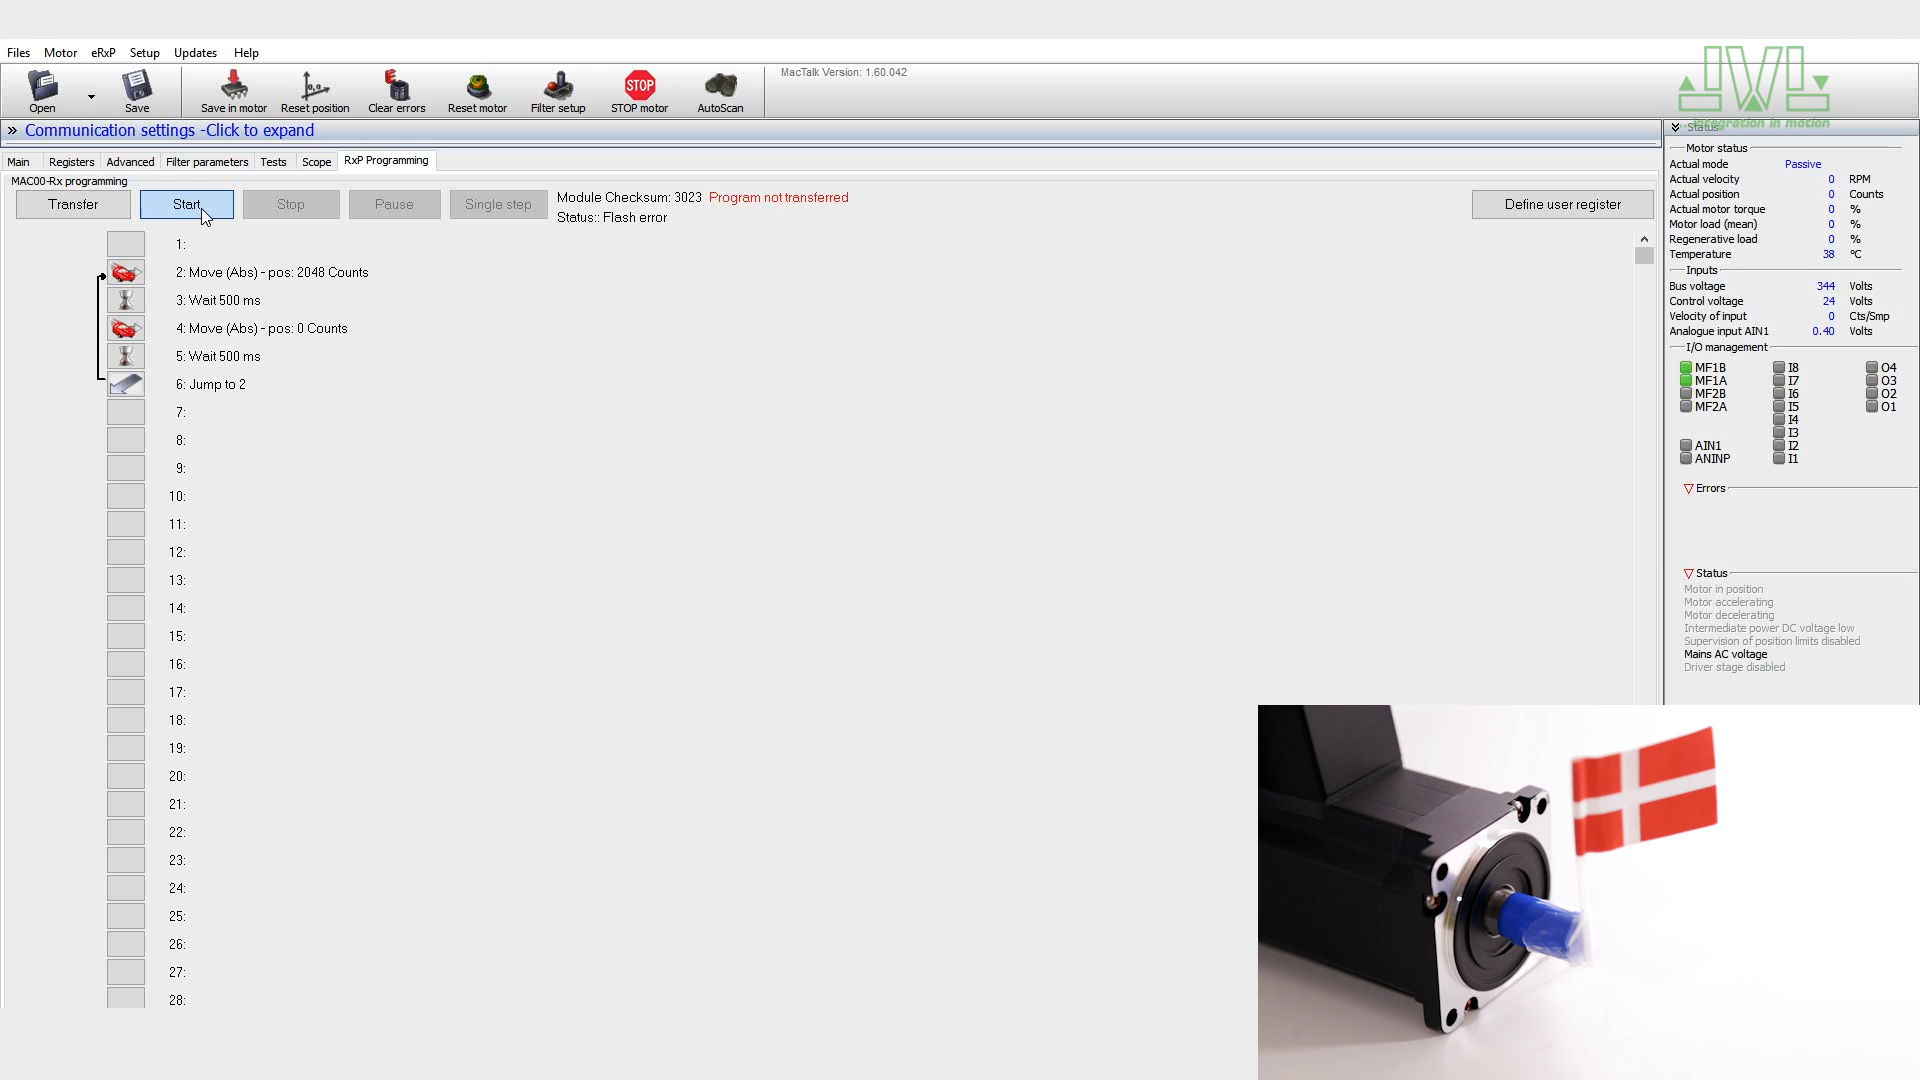 Files Motor eRxP Setup Updates Help
Open Save Save in motor Reset position Clear errors Reset motor Filter setup STOP STOP motor AutoScan
MacTalk Version: 1.60.042
JVL
...integration in motion
» Communication settings -Click to expand
Main Registers Advanced Filter parameters Tests Scope RxP Programming
MAC00-Rx programming
Transfer Start Stop Pause Single step
Module Checksum: 3023 Program not transferred
Status:: Flash error
Define user register
1:
2: Move (Abs) - pos: 2048 Counts
3: Wait 500 ms
4: Move (Abs) - pos: 0 Counts
5: Wait 500 ms
6: Jump to 2
7:
8:
9:
10:
11:
12:
13:
14:
15:
16:
17:
18:
19:
20:
21:
22:
23:
24:
25:
26:
27:
28:
Status
Motor status
Actual mode Passive
Actual velocity 0 RPM
Actual position 0 Counts
Actual motor torque 0 %
Motor load (mean) 0 %
Regenerative load 0 %
Temperature 38 °C
Inputs
Bus voltage 344 Volts
Control voltage 24 Volts
Velocity of input 0 Cts/Smp
Analogue input AIN1 0.40 Volts
I/O management
MF1B I8 O4
MF1A I7 O3
MF2B I6 O2
MF2A I5 O1
I4
I3
AIN1 I2
ANINP I1
Errors
Status
Motor in position
Motor accelerating
Motor decelerating
Intermediate power DC voltage low
Supervision of position limits disabled
Mains AC voltage
Driver stage disabled